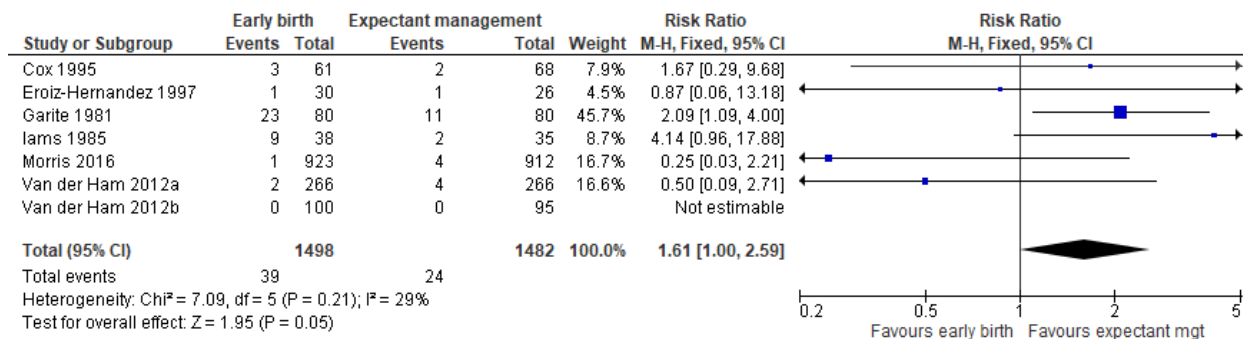 Early birth Expectant management Risk Ratio Risk Ratio
Study or Subgroup Events Total Events Total Weight M-H, Fixed, 95% CI M-H, Fixed, 95% CI
Cox 1995 3 61 2 68 7.9% 1.67 [0.29, 9.68]
Eroiz-Hernandez 1997 1 30 1 26 4.5% 0.87 [0.06, 13.18]
Garite 1981 23 80 11 80 45.7% 2.09 [1.09, 4.00]
Iams 1985 9 38 2 35 8.7% 4.14 [0.96, 17.88]
Morris 2016 1 923 4 912 16.7% 0.25 [0.03, 2.21]
Van der Ham 2012a 2 266 4 266 16.6% 0.50 [0.09, 2.71]
Van der Ham 2012b 0 100 0 95 Not estimable
Total (95% CI) 1498 1482 100.0% 1.61 [1.00, 2.59]
Total events 39 24
Heterogeneity: Chi² = 7.09, df = 5 (P = 0.21); I² = 29%
Test for overall effect: Z = 1.95 (P = 0.05)
0.2 0.5 1 2 5
Favours early birth Favours expectant mgt